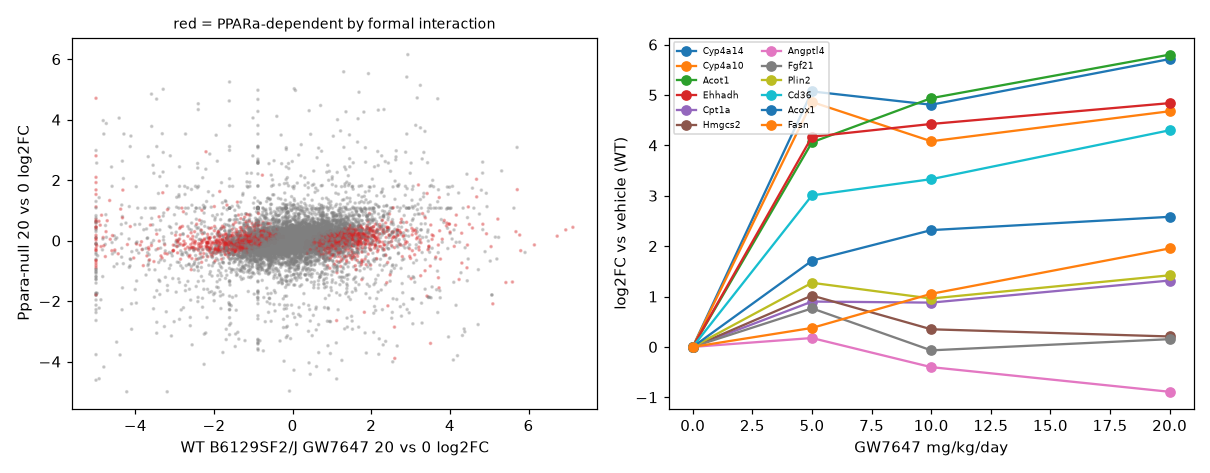 red = PPARa-dependent by formal interaction
6
4
2
0
−2
−4
−4
−2
0
2
4
6
Ppara-null 20 vs 0 log2FC
WT B6129SF2/J GW7647 20 vs 0 log2FC
Cyp4a14
Cyp4a10
Acot1
Ehhadh
Cpt1a
Hmgcs2
Angptl4
Fgf21
Plin2
Cd36
Acox1
Fasn
6
5
4
3
2
1
0
−1
0.0
2.5
5.0
7.5
10.0
12.5
15.0
17.5
20.0
log2FC vs vehicle (WT)
GW7647 mg/kg/day